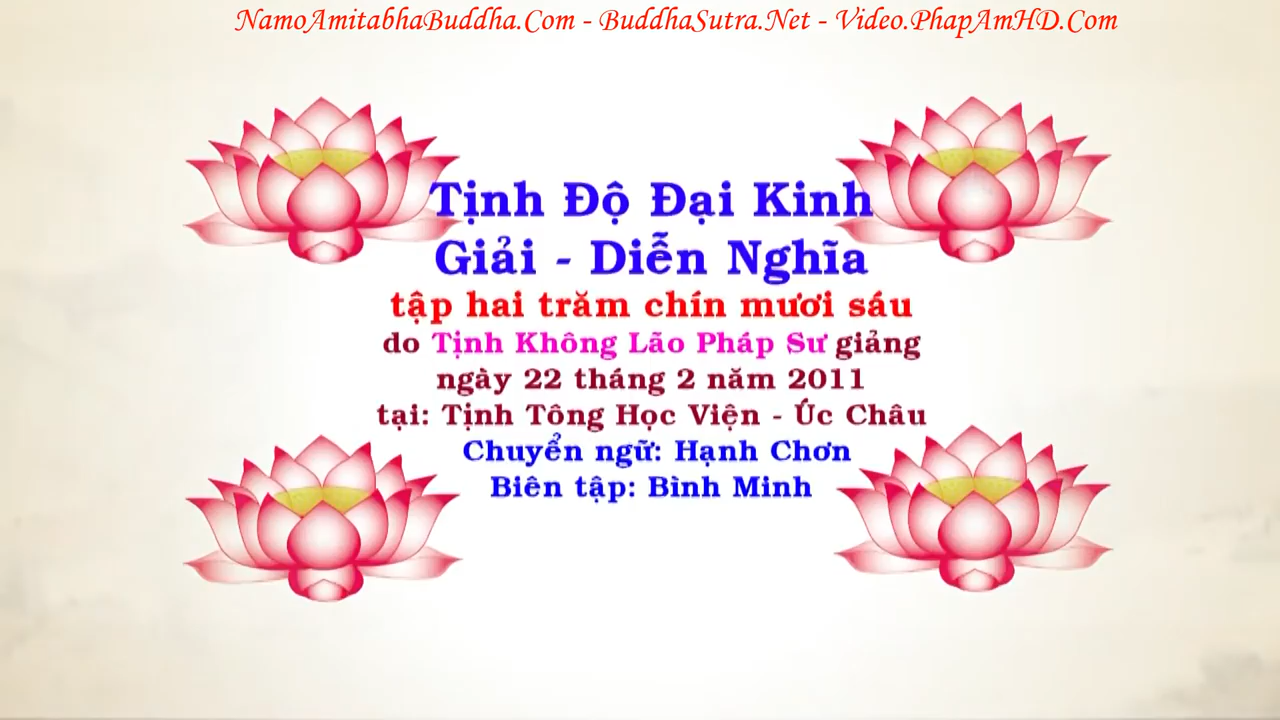 NamoAmitabhaBuddha.Com - BuddhaSutra.Net - Video.PhapAmHD.Com
Tịnh Độ Đại Kinh
Giải - Diễn Nghĩa
tập hai trăm chín mươi sáu
do Tịnh Không Lão Pháp Sư giảng
ngày 22 tháng 2 năm 2011
tại: Tịnh Tông Học Viện - Úc Châu
Chuyển ngữ: Hạnh Chơn
Biên tập: Bình Minh